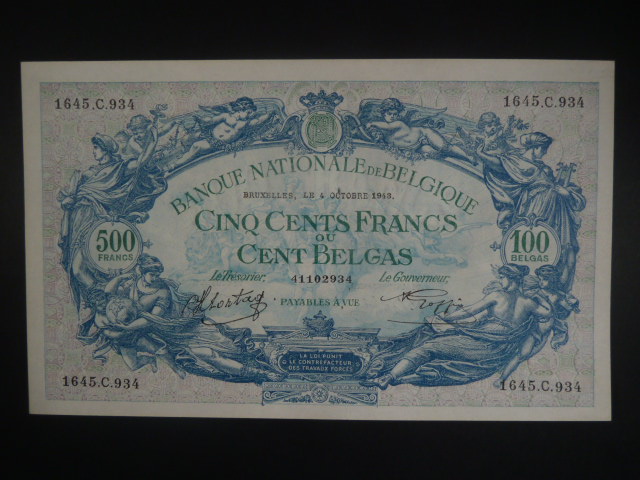 1645.C.934
1645.C.934
BANQUE NATIONALE DE BELGIQUE
BRUXELLES, LE 4 OCTOBRE 1943.
CINQ CENTS FRANCS
OU
CENT BELGAS
500
FRANCS
100
BELGAS
Le Trésorier,
41102934
Le Gouverneur,
PAYABLES A VUE
LA LOI PUNIT
LE CONTREFACTEUR
DES TRAVAUX FORCÉS
1645.C.934
1645.C.934